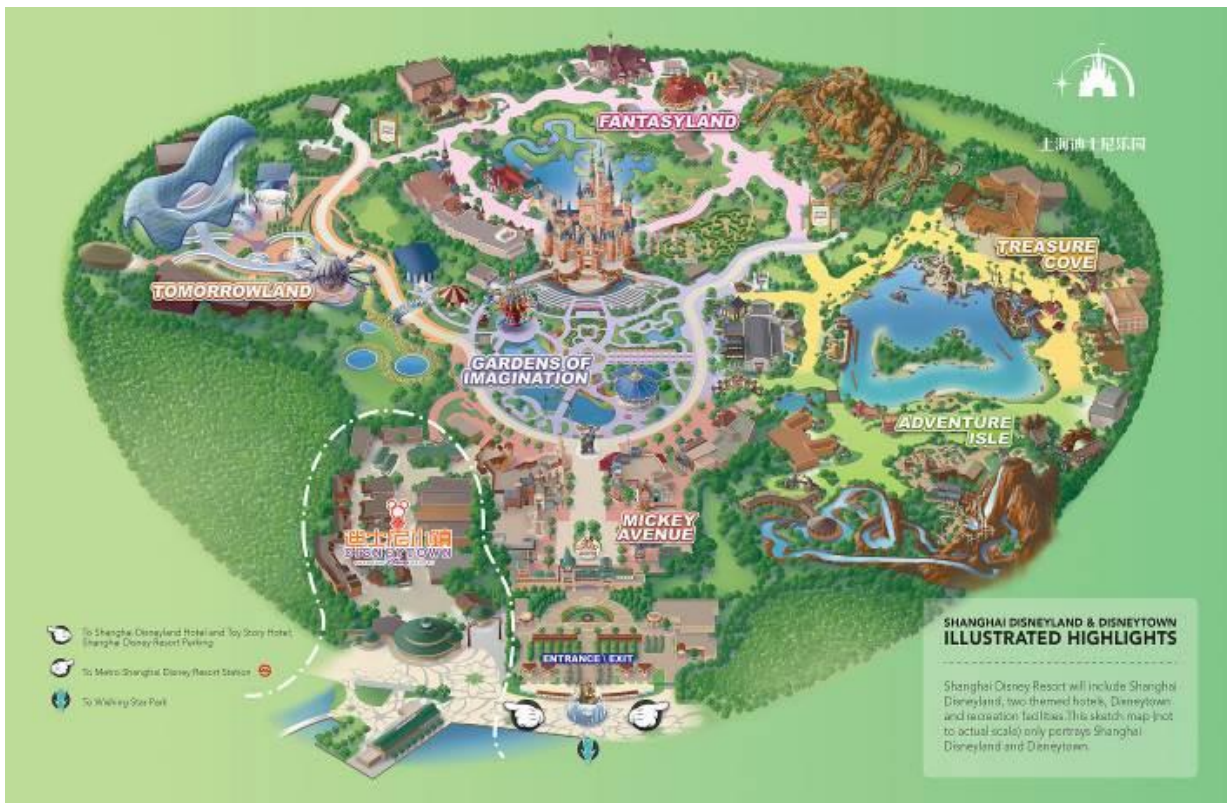 上海迪士尼乐园
FANTASYLAND
TREASURE
COVE
TOMORROWLAND
GARDENS OF
IMAGINATION
ADVENTURE
ISLE
MICKEY
AVENUE
迪士尼小镇
DISNEYTOWN
ENTRANCE \ EXIT
To Shanghai Disneyland Hotel and Toy Story Hotel,
Shanghai Disney Resort Parking
To Metro Shanghai Disney Resort Station
To Wishing Star Park
SHANGHAI DISNEYLAND & DISNEYTOWN
ILLUSTRATED HIGHLIGHTS
Shanghai Disney Resort will include Shanghai
Disneyland, two themed hotels, Disneytown
and recreation facilities. This sketch map (not
to actual scale) only portrays Shanghai
Disneyland and Disneytown.